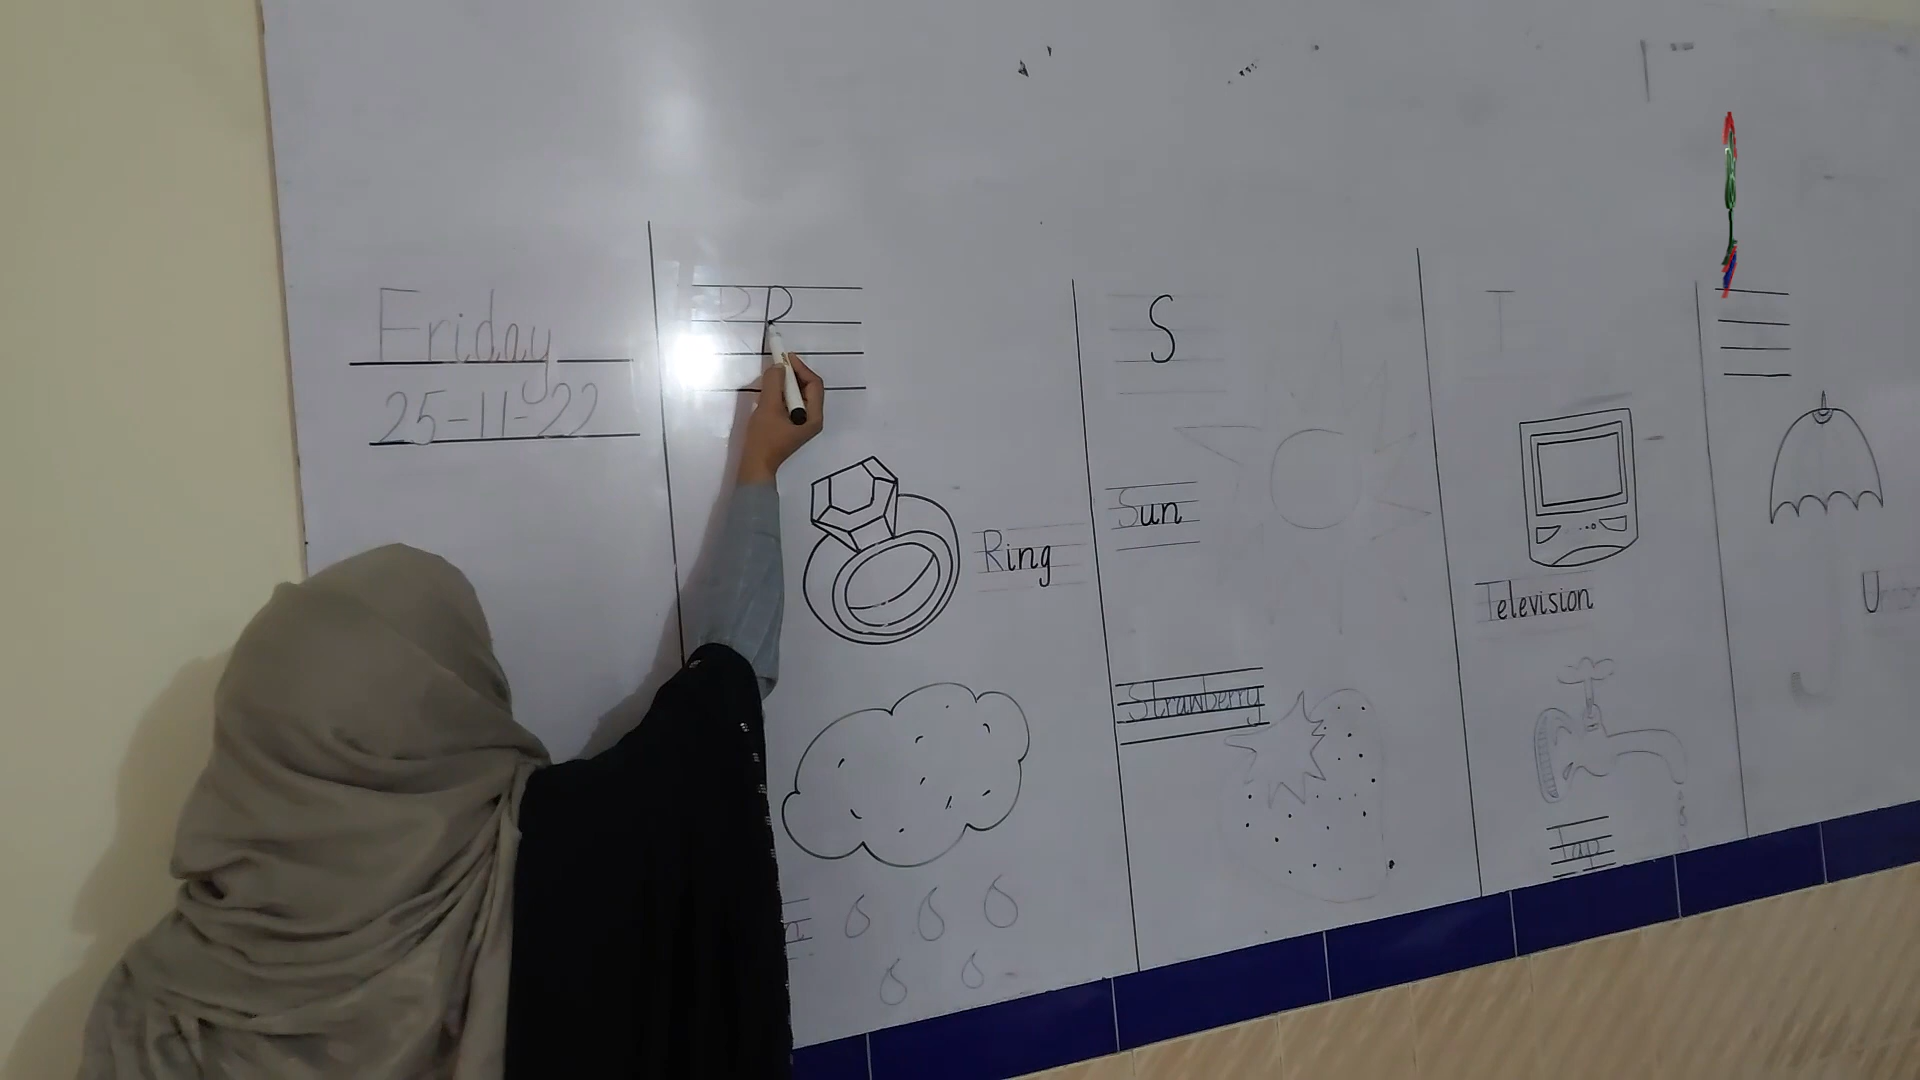 Friday
25-11-22
R R
Ring
S
Sun
Strawberry
T
Television
Tap